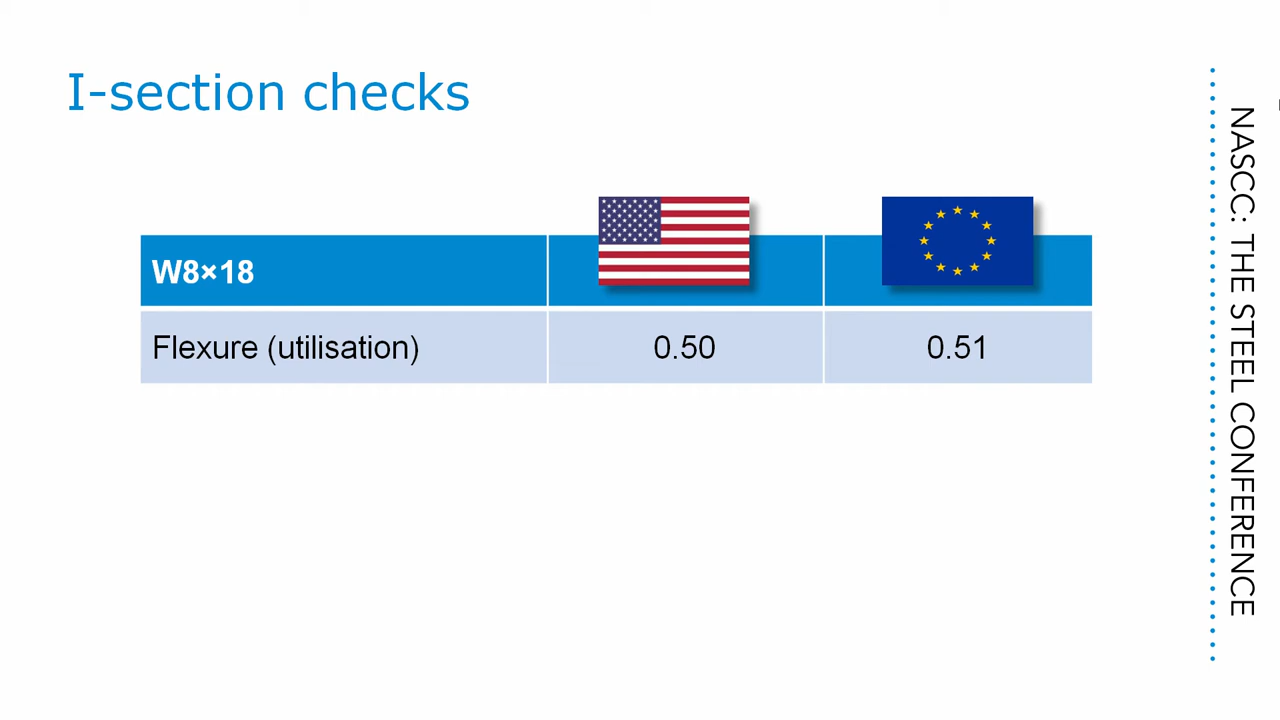 I-section checks
W8×18
Flexure (utilisation) 0.50 0.51
NASCC: THE STEEL CONFERENCE